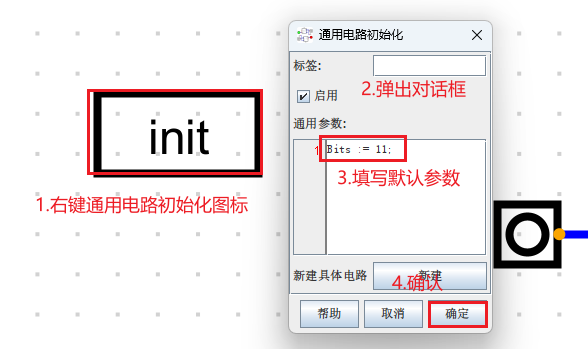 通用电路初始化
标签:
2.弹出对话框
启用
通用参数:
init
1 Bits := 11;
3.填写默认参数
1.右键通用电路初始化图标
新建具体电路 新建
4.确认
帮助 取消 确定